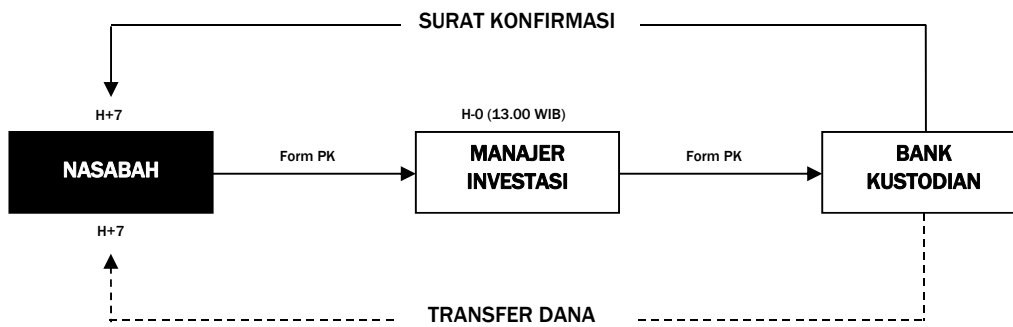 SURAT KONFIRMASI
H+7
H-0 (13.00 WIB)
NASABAH
Form PK
MANAJER
INVESTASI
Form PK
BANK
KUSTODIAN
H+7
TRANSFER DANA